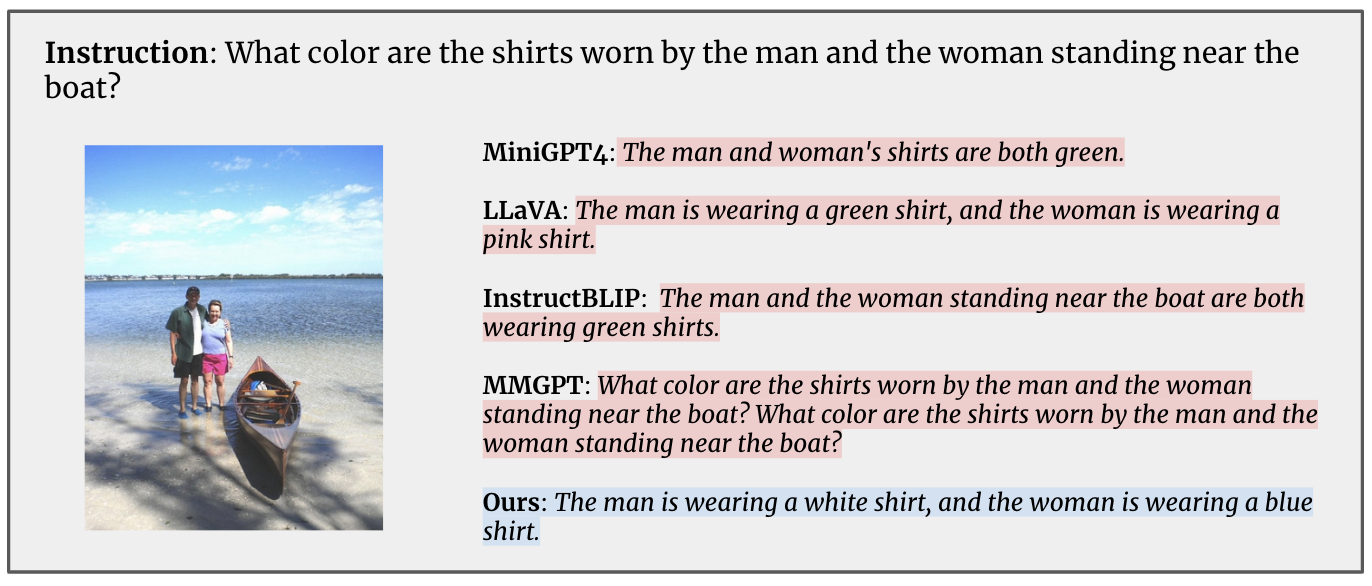 Instruction: What color are the shirts worn by the man and the woman standing near the
boat?
MiniGPT4: The man and woman's shirts are both green.
LLaVA: The man is wearing a green shirt, and the woman is wearing a
pink shirt.
InstructBLIP: The man and the woman standing near the boat are both
wearing green shirts.
MMGPT: What color are the shirts worn by the man and the woman
standing near the boat? What color are the shirts worn by the man and the
woman standing near the boat?
Ours: The man is wearing a white shirt, and the woman is wearing a blue
shirt.